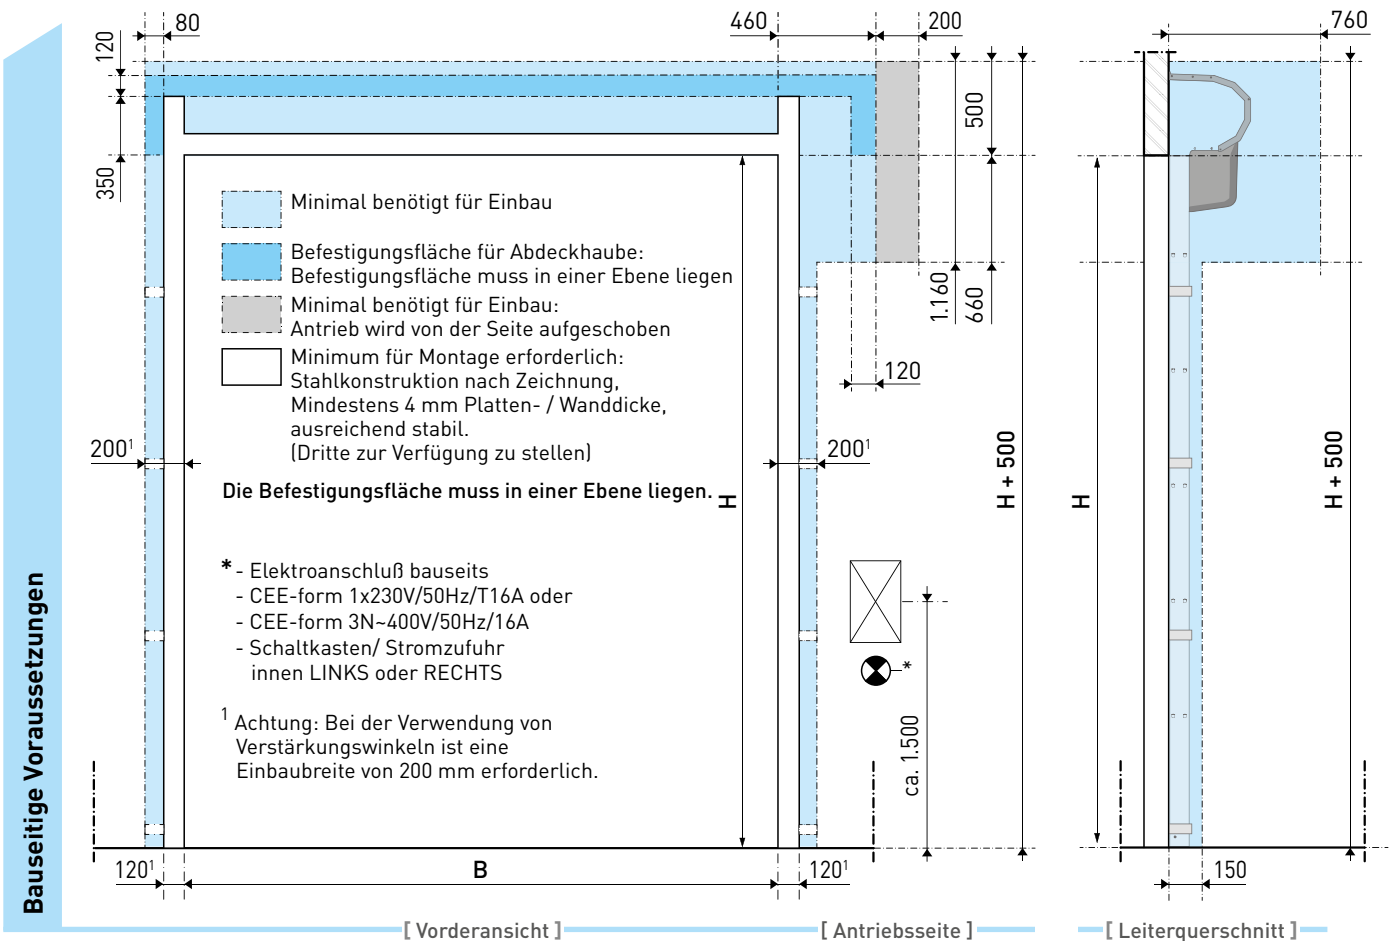 80
460
200
760
120
350
500
1.160
660
120
Minimal benötigt für Einbau
Befestigungsfläche für Abdeckhaube:
Befestigungsfläche muss in einer Ebene liegen
Minimal benötigt für Einbau:
Antrieb wird von der Seite aufgeschoben
Minimum für Montage erforderlich:
Stahlkonstruktion nach Zeichnung,
Mindestens 4 mm Platten- / Wanddicke,
ausreichend stabil.
(Dritte zur Verfügung zu stellen)
200¹
200¹
Die Befestigungsfläche muss in einer Ebene liegen.
H
H + 500
H
H + 500
* - Elektroanschluß bauseits
- CEE-form 1x230V/50Hz/T16A oder
- CEE-form 3N~400V/50Hz/16A
- Schaltkasten/ Stromzufuhr
innen LINKS oder RECHTS
*
ca. 1.500
¹ Achtung: Bei der Verwendung von
Verstärkungswinkeln ist eine
Einbaubreite von 200 mm erforderlich.
Bauseitige Voraussetzungen
120¹
B
120¹
150
[ Vorderansicht ]
[ Antriebsseite ]
[ Leiterquerschnitt ]